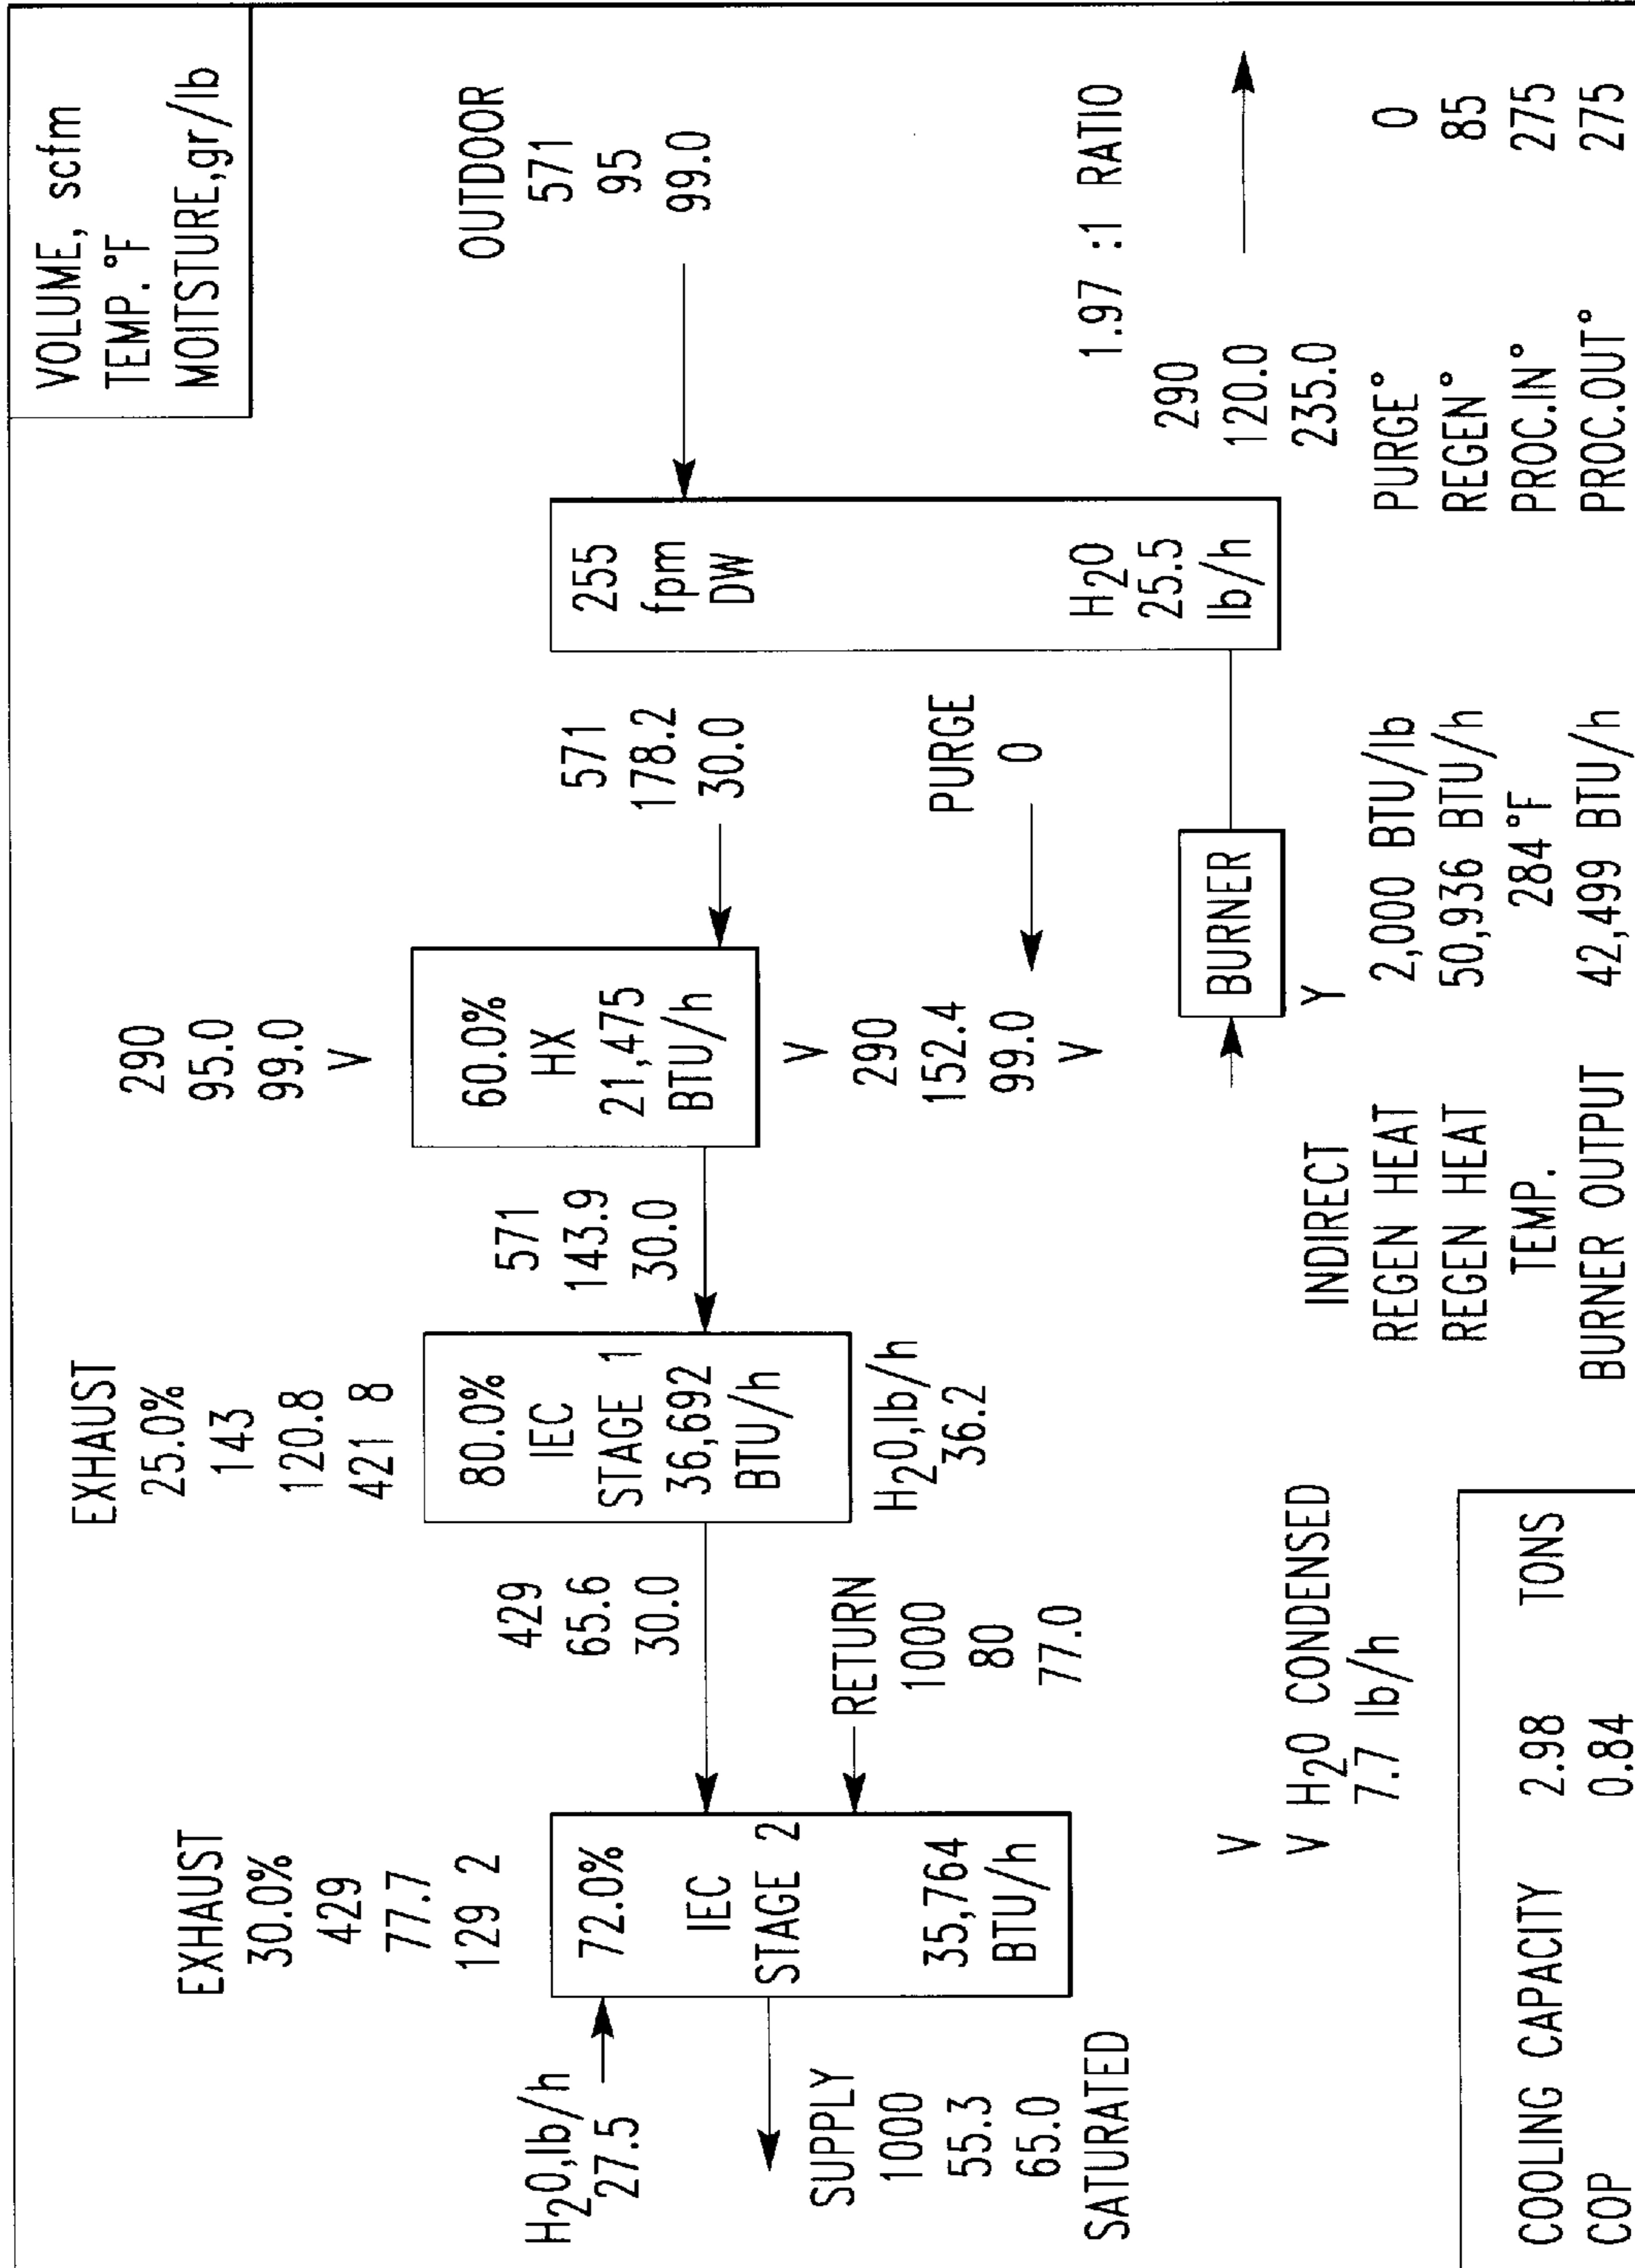 VOLUME, scfm
TEMP. °F
MOITSTURE,gr/lb
EXHAUST
30.0%
429
77.7
129 2
EXHAUST
25.0%
143
120.8
421 8
290
95.0
99.0
V
OUTDOOR
571
95
99.0
H2O,lb/h
27.5
72.0%
IEC
STAGE 2
35,764
BTU/h
429
65.6
30.0
80.0%
IEC
STAGE 1
36,692
BTU/h
H2O,lb/h
36.2
571
143.9
30.0
60.0%
HX
21,475
BTU/h
571
178.2
30.0
255
fpm
DW
H2O
25.5
lb/h
SUPPLY
1000
55.3
65.0
SATURATED
RETURN
1000
80
77.0
V
290
152.4
99.0
V
PURGE
0
1.97 :1 RATIO
290
120.0
235.0
BURNER
Y
V
V H2O CONDENSED
7.7 lb/h
INDIRECT
REGEN HEAT 2,000 BTU/lb
REGEN HEAT 50,936 BTU/h
TEMP. 284 °F
BURNER OUTPUT 42,499 BTU/h
PURGE° 0
REGEN° 85
PROC.IN° 275
PROC.OUT° 275
COOLING CAPACITY 2.98 TONS
COP 0.84